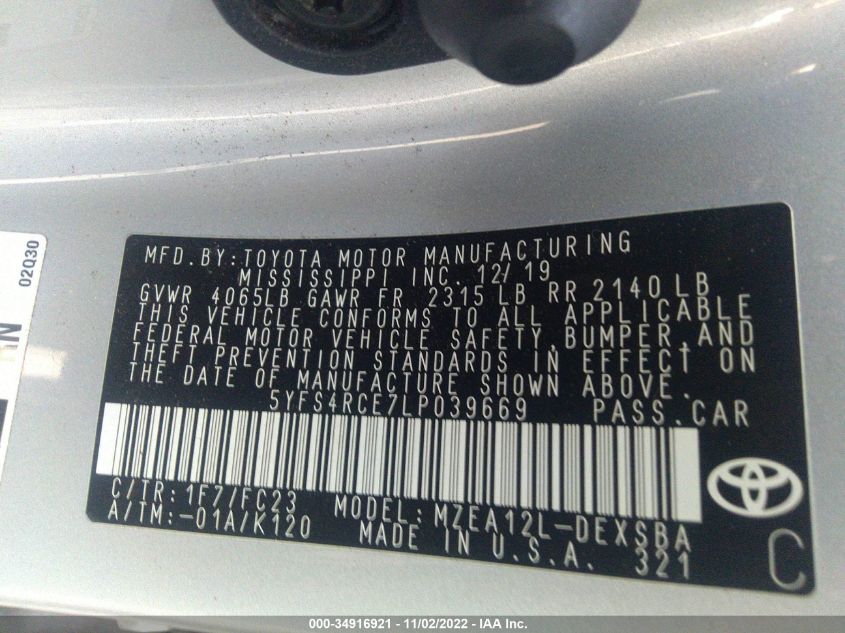 02Q30
MFD.BY:TOYOTA MOTOR MANUFACTURING
MISSISSIPPI INC. 12/19
GVWR 4065LB GAWR FR 2315 LB RR 2140 LB
THIS VEHICLE CONFORMS TO ALL APPLICABLE
FEDERAL MOTOR VEHICLE SAFETY,BUMPER,AND
THEFT PREVENTION STANDARDS IN EFFECT ON
THE DATE OF MANUFACTURE SHOWN ABOVE.
5YFS4RCE7LP039669 PASS.CAR
C/TR:1F7/FC23 MODEL:MZEA12L-DEXSBA
A/TM:-01A/K120 MADE IN U.S.A. 321
C
000-34916921 - 11/02/2022 - IAA Inc.